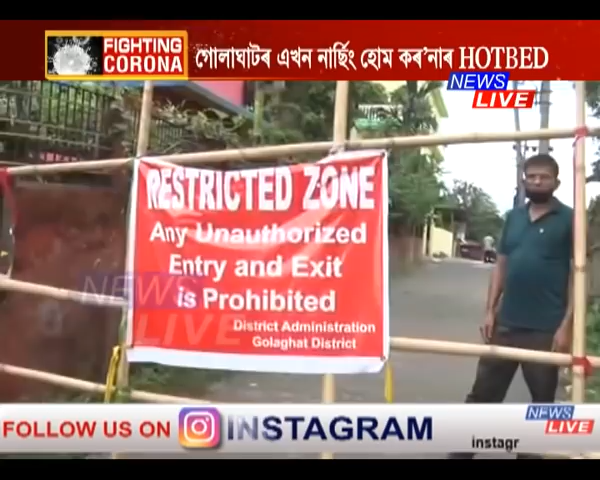 FIGHTING
CORONA
গোলাঘাটৰ এখন নাৰ্ছিং হোম কৰ'নাৰ HOTBED
NEWS
LIVE
RESTRICTED ZONE
Any Unauthorized
Entry and Exit
is Prohibited
District Administration
Golaghat District
NEWS
LIVE
FOLLOW US ON INSTAGRAM
instagr
NEWS
LIVE